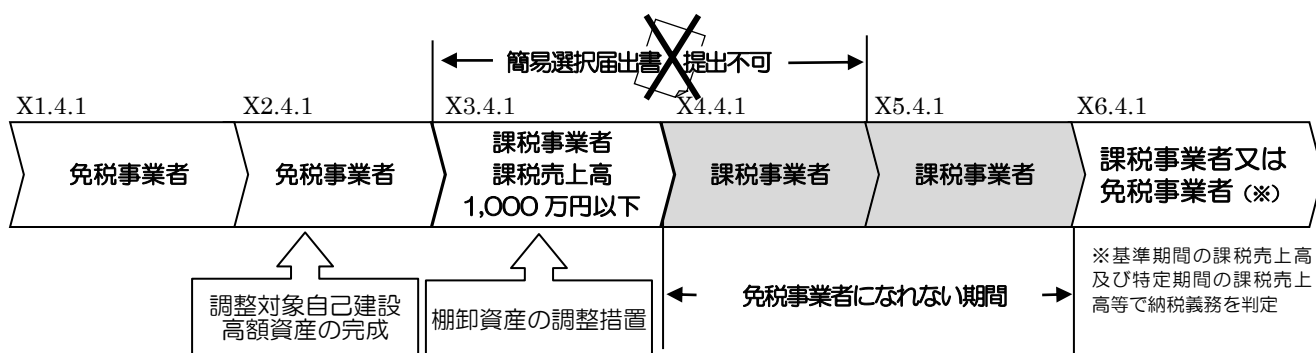 簡易選択届出書 提出不可
X1.4.1 X2.4.1 X3.4.1 X4.4.1 X5.4.1 X6.4.1
免税事業者
免税事業者
課税事業者
課税売上高
1,000 万円以下
課税事業者
課税事業者
課税事業者又は
免税事業者（※）
調整対象自己建設
高額資産の完成
棚卸資産の調整措置
免税事業者になれない期間
※基準期間の課税売上高
及び特定期間の課税売上
高等で納税義務を判定